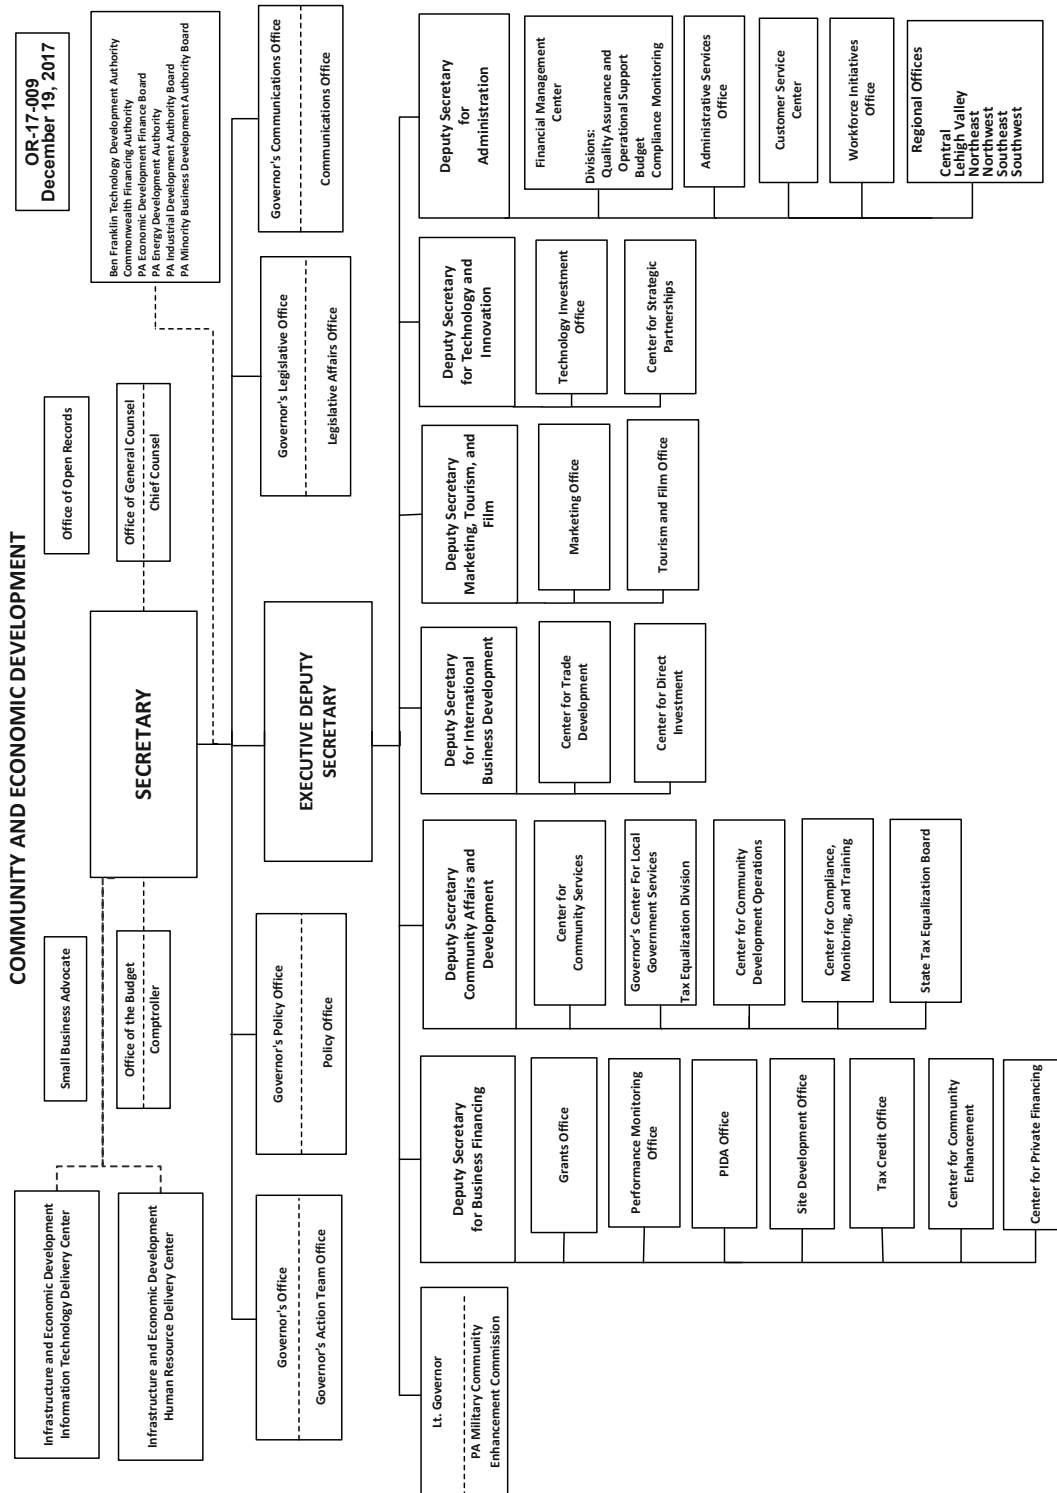 COMMUNITY AND ECONOMIC DEVELOPMENT
OR-17-009
December 19, 2017
Infrastructure and Economic Development
Information Technology Delivery Center
Infrastructure and Economic Development
Human Resource Delivery Center
Small Business Advocate
Office of the Budget
Comptroller
SECRETARY
Office of Open Records
Office of General Counsel
Chief Counsel
Ben Franklin Technology Development Authority
Commonwealth Financing Authority
PA Economic Development Finance Board
PA Energy Development Authority
PA Industrial Development Authority Board
PA Minority Business Development Authority Board
Governor's Office
Governor's Action Team Office
Governor's Policy Office
Policy Office
EXECUTIVE DEPUTY
SECRETARY
Governor's Legislative Office
Legislative Affairs Office
Governor's Communications Office
Communications Office
Lt. Governor
PA Military Community
Enhancement Commission
Deputy Secretary
for Business Financing
Grants Office
Performance Monitoring
Office
PIDA Office
Site Development Office
Tax Credit Office
Center for Community
Enhancement
Center for Private Financing
Deputy Secretary
Community Affairs and
Development
Center for
Community Services
Governor's Center For Local
Government Services
Tax Equalization Division
Center for Community
Development Operations
Center for Compliance,
Monitoring, and Training
State Tax Equalization Board
Deputy Secretary
for International
Business Development
Center for Trade
Development
Center for Direct
Investment
Deputy Secretary
Marketing, Tourism, and
Film
Marketing Office
Tourism and Film Office
Deputy Secretary
for Technology and
Innovation
Technology Investment
Office
Center for Strategic
Partnerships
Deputy Secretary
for
Administration
Financial Management
Center
Divisions:
Quality Assurance and
Operational Support
Budget
Compliance Monitoring
Administrative Services
Office
Customer Service
Center
Workforce Initiatives
Office
Regional Offices
Central
Lehigh Valley
Northeast
Northwest
Southeast
Southwest